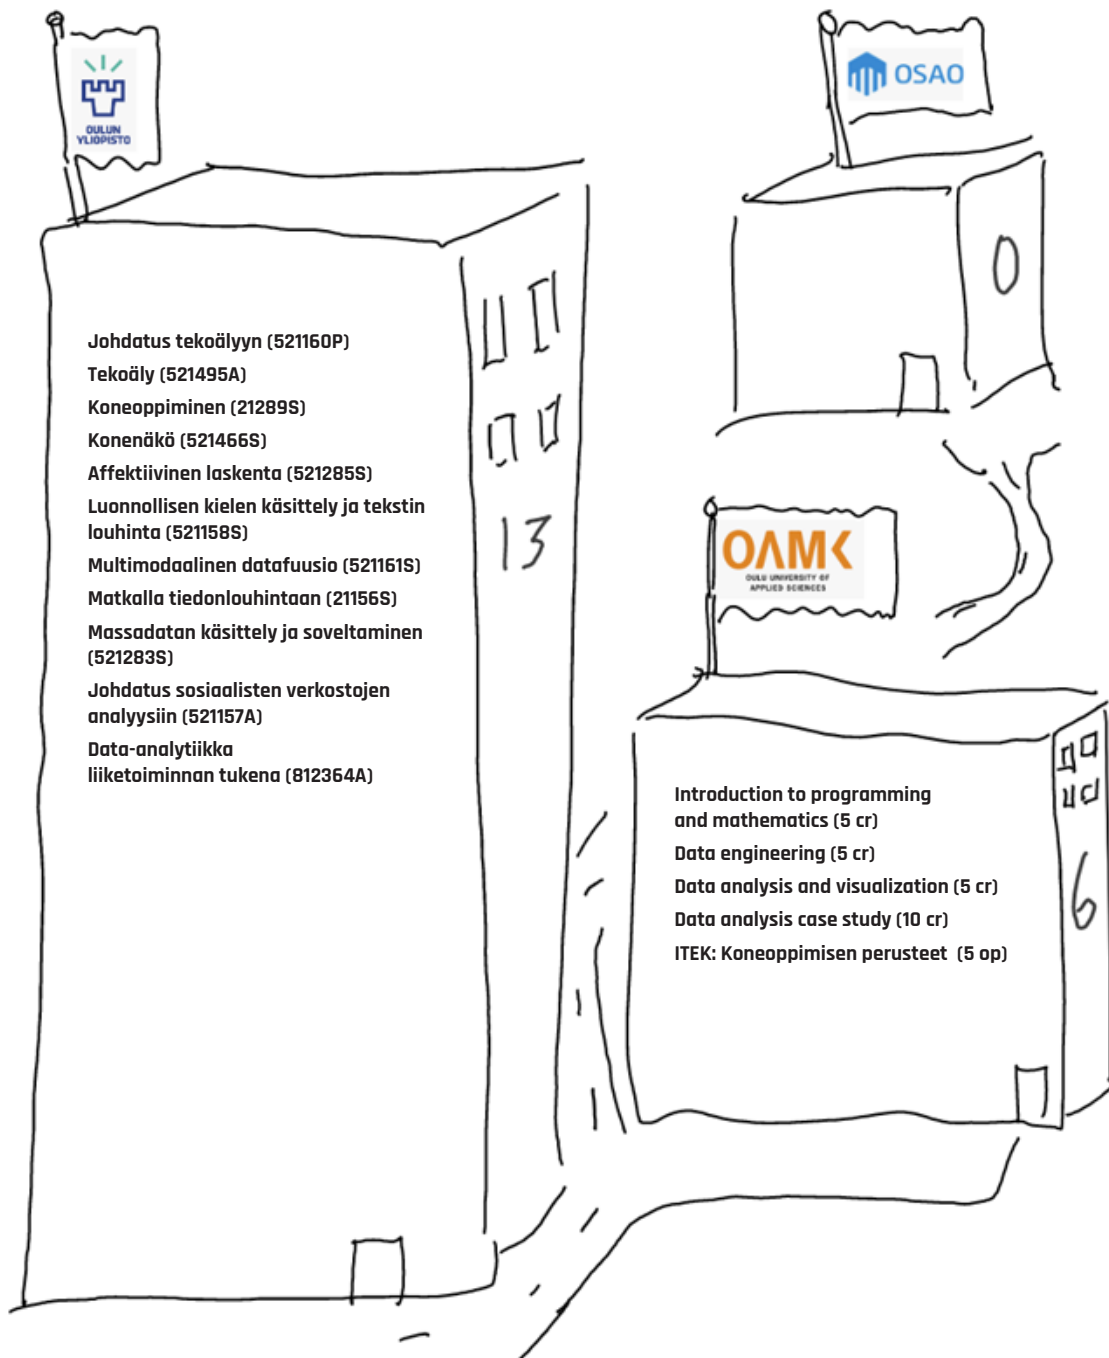 OULUN
YLIOPISTO
Johdatus tekoälyyn (521160P)
Tekoäly (521495A)
Koneoppiminen (21289S)
Konenäkö (521466S)
Affektiivinen laskenta (521285S)
Luonnollisen kielen käsittely ja tekstin
louhinta (521158S)
Multimodaalinen datafuusio (521161S)
Matkalla tiedonlouhintaan (21156S)
Massadatan käsittely ja soveltaminen
(521283S)
Johdatus sosiaalisten verkostojen
analyysiin (521157A)
Data-analytiikka
liiketoiminnan tukena (812364A)
13
OSAO
0
OAMK
OULU UNIVERSITY OF
APPLIED SCIENCES
Introduction to programming
and mathematics (5 cr)
Data engineering (5 cr)
Data analysis and visualization (5 cr)
Data analysis case study (10 cr)
ITEK: Koneoppimisen perusteet (5 op)
6